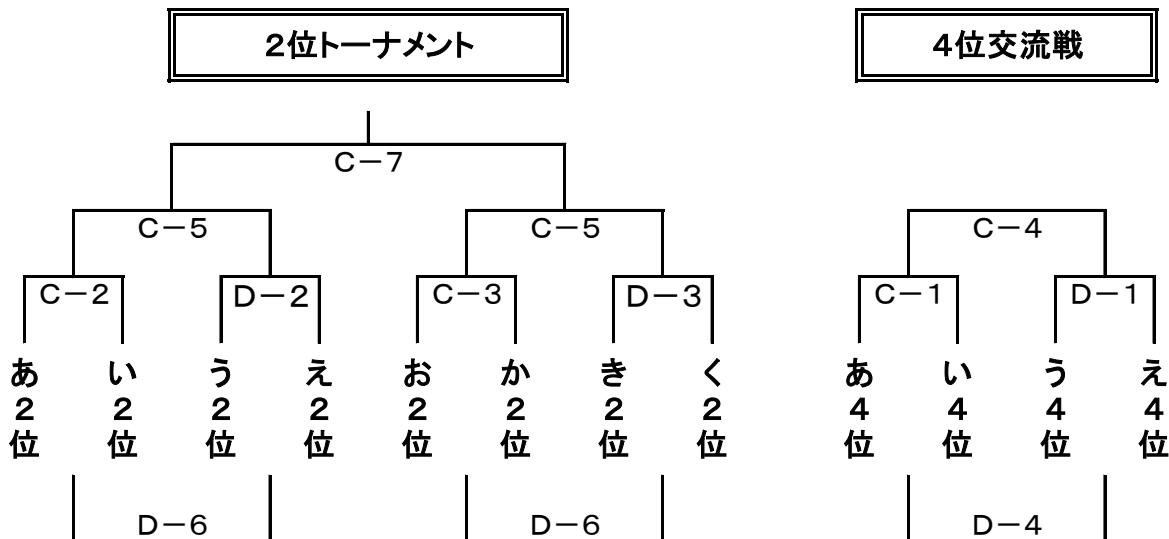 ２位トーナメント
４位交流戦
Ｃ－７
Ｃ－５
Ｃ－５
Ｃ－４
Ｃ－２
Ｄ－２
Ｃ－３
Ｄ－３
Ｃ－１
Ｄ－１
あ２位
い２位
う２位
え２位
お２位
か２位
き２位
く２位
あ４位
い４位
う４位
え４位
Ｄ－６
Ｄ－６
Ｄ－４